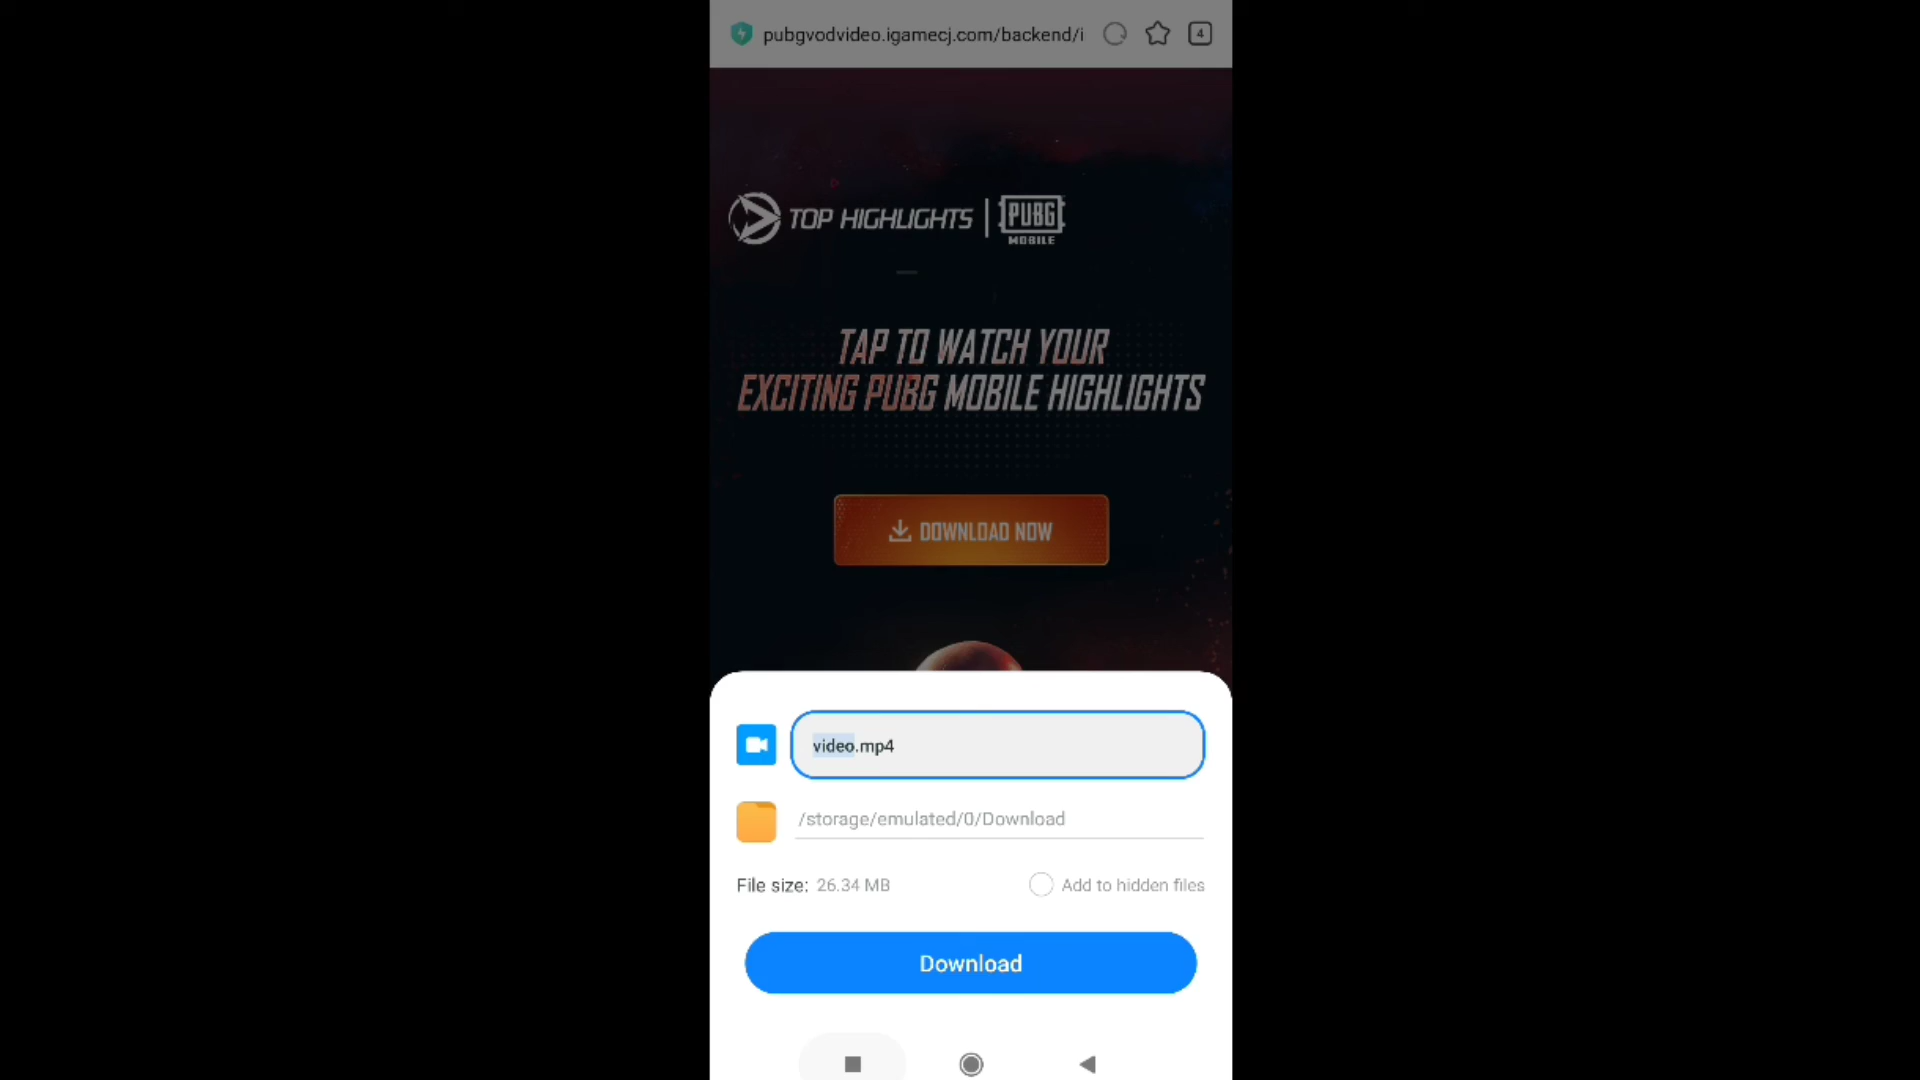 pubgvodvideo.igamecj.com/backend/i
4
TOP HIGHLIGHTS | PUBG
MOBILE
TAP TO WATCH YOUR
EXCITING PUBG MOBILE HIGHLIGHTS
DOWNLOAD NOW
video.mp4
/storage/emulated/0/Download
File size: 26.34 MB
Add to hidden files
Download